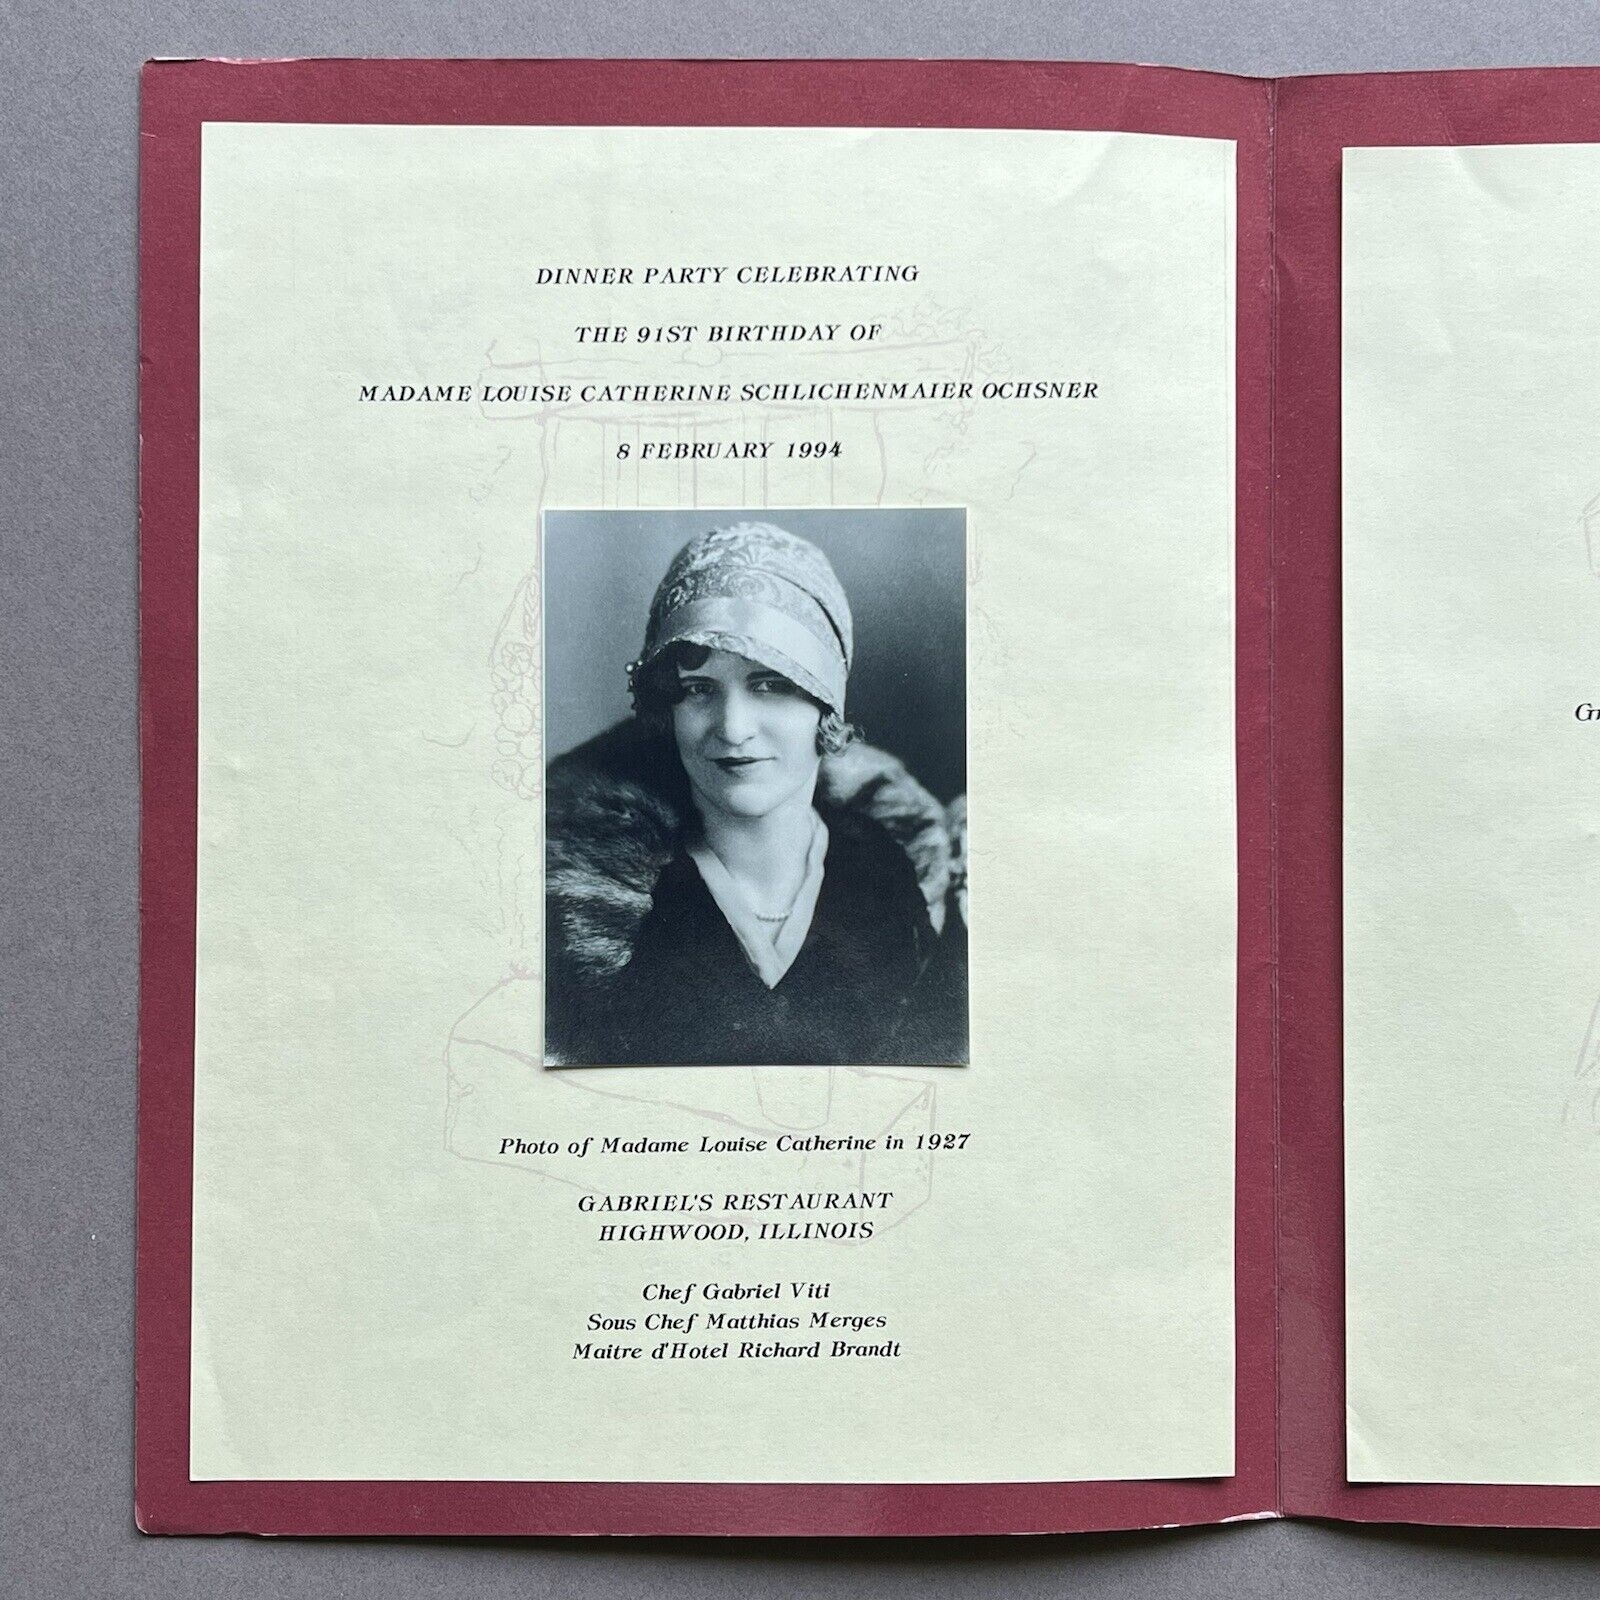 DINNER PARTY CELEBRATING
THE 91ST BIRTHDAY OF
MADAME LOUISE CATHERINE SCHLICHENMAIER OCHSNER
8 FEBRUARY 1994
Photo of Madame Louise Catherine in 1927
GABRIEL'S RESTAURANT
HIGHWOOD, ILLINOIS
Chef Gabriel Viti
Sous Chef Matthias Merges
Maitre d'Hotel Richard Brandt